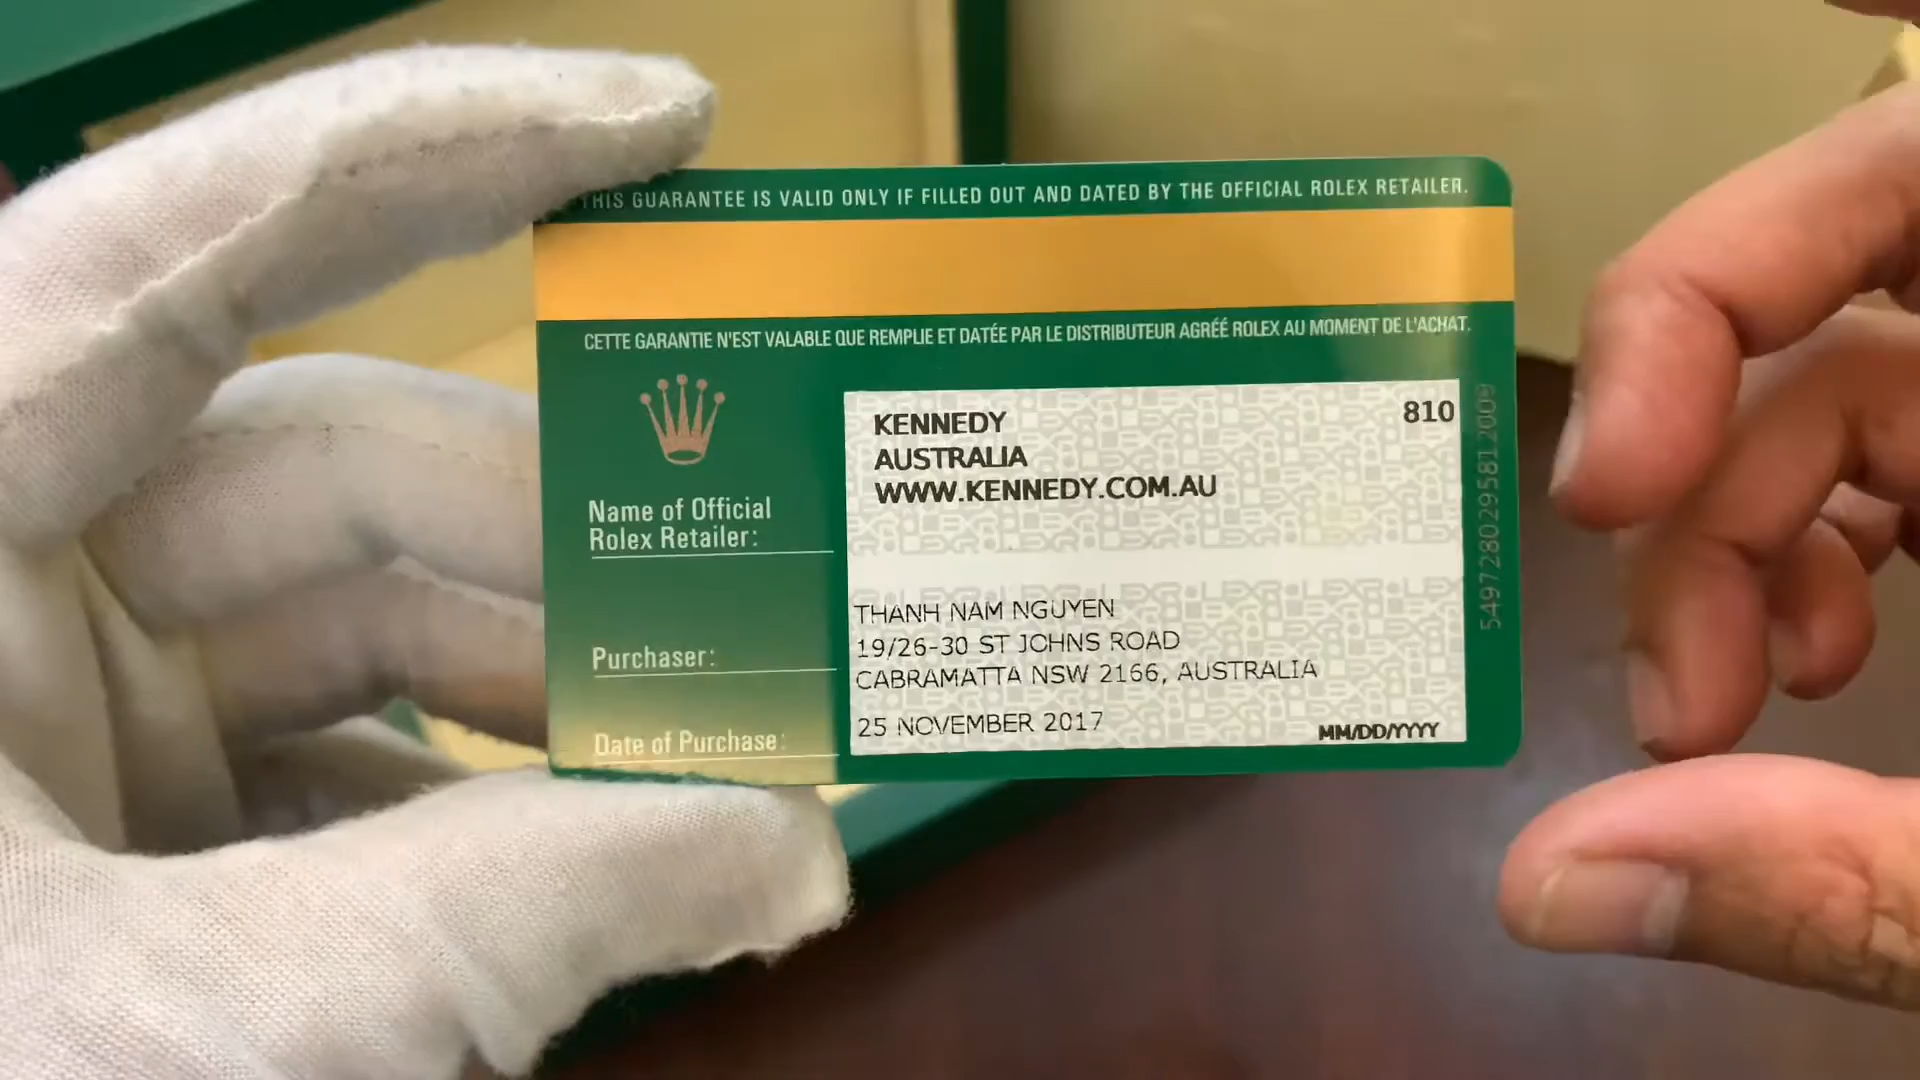 THIS GUARANTEE IS VALID ONLY IF FILLED OUT AND DATED BY THE OFFICIAL ROLEX RETAILER.
CETTE GARANTIE N'EST VALABLE QUE REMPLIE ET DATÉE PAR LE DISTRIBUTEUR AGRÉÉ ROLEX AU MOMENT DE L'ACHAT.
KENNEDY 810
AUSTRALIA
WWW.KENNEDY.COM.AU
Name of Official
Rolex Retailer:
THANH NAM NGUYEN
19/26-30 ST JOHNS ROAD
CABRAMATTA NSW 2166, AUSTRALIA
Purchaser:
25 NOVEMBER 2017
MM/DD/YYYY
Date of Purchase:
5497280295812009